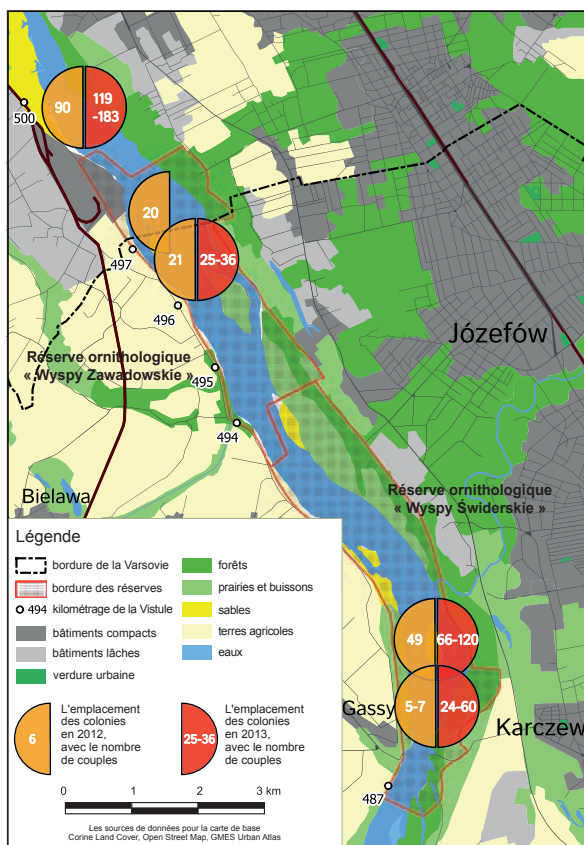 500
90
119
-183
20
497
21
25-36
496
Józefów
Réserve ornithologique
« Wyspy Zawadowskie »
495
494
Bielawa
Réserve ornithologique
« Wyspy Świderskie »
Légende
bordure de la Varsovie
bordure des réserves
494 kilométrage de la Vistule
bâtiments compacts
bâtiments lâches
verdure urbaine
forêts
prairies et buissons
sables
terres agricoles
eaux
49
66-120
5-7
24-60
Gassy
Karczew
487
6
L'emplacement
des colonies
en 2012,
avec le nombre
de couples
25-36
L'emplacement
des colonies
en 2013,
avec le nombre
de couples
0 1 2 3 km
Les sources de données pour la carte de base
Corine Land Cover, Open Street Map, GMES Urban Atlas